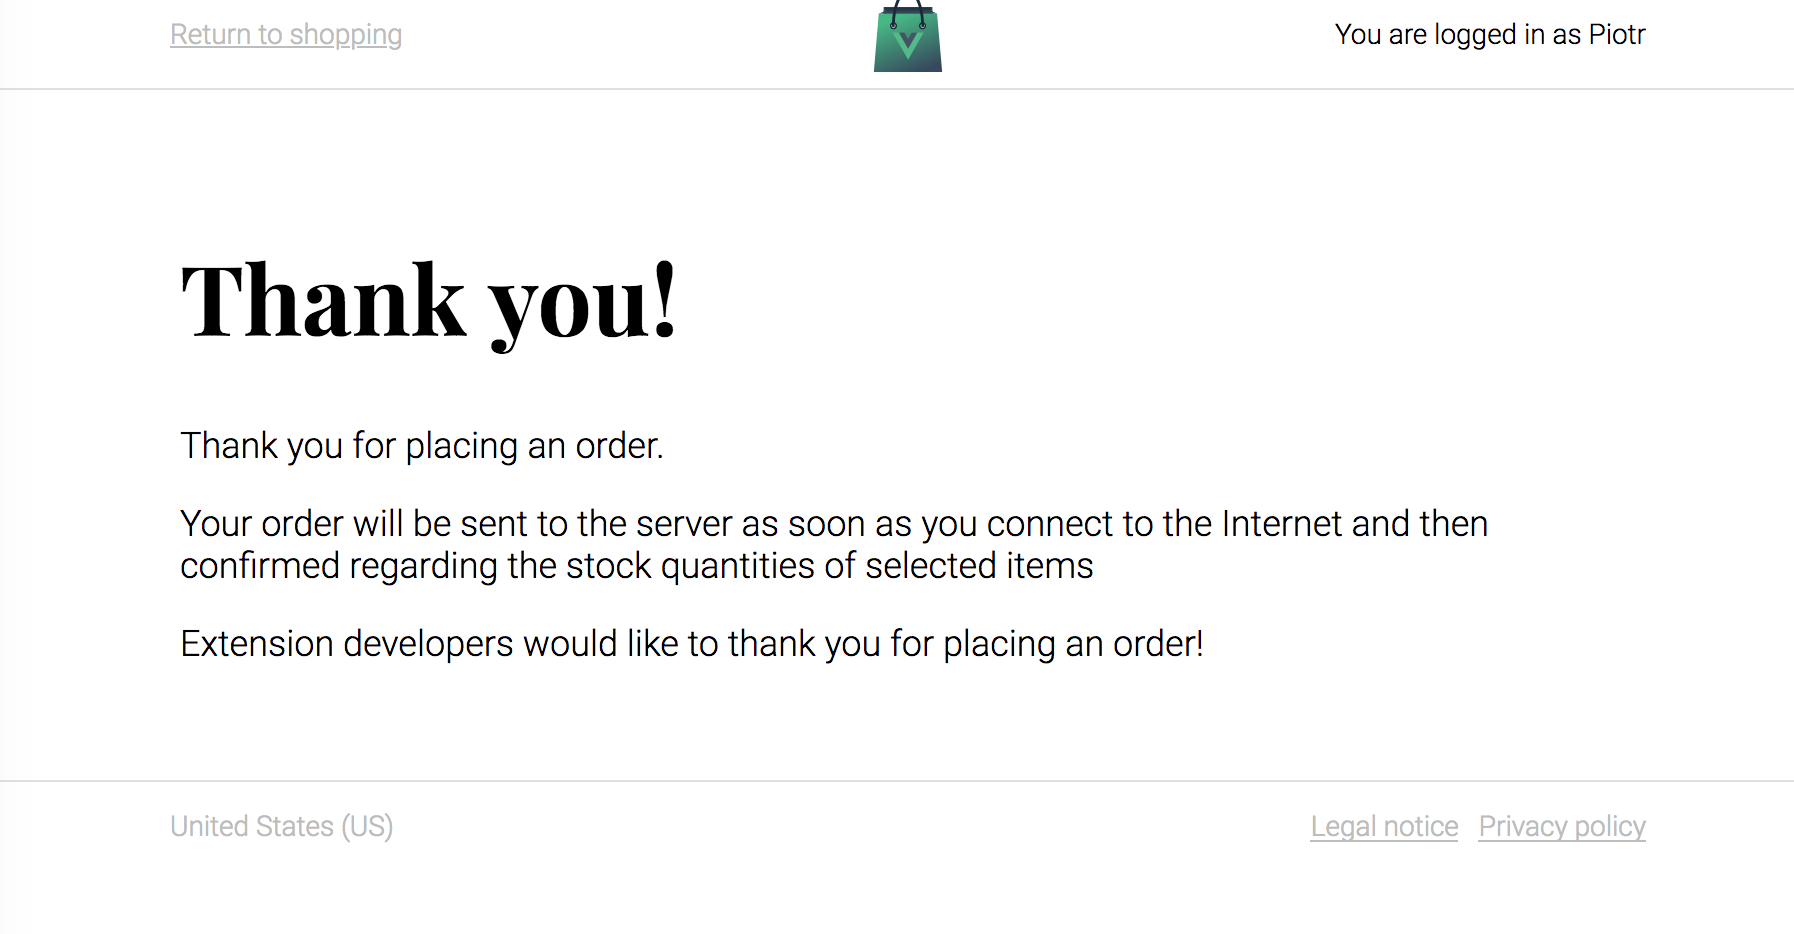 Return to shopping
You are logged in as Piotr
Thank you!
Thank you for placing an order.
Your order will be sent to the server as soon as you connect to the Internet and then
confirmed regarding the stock quantities of selected items
Extension developers would like to thank you for placing an order!
United States (US)
Legal notice
Privacy policy